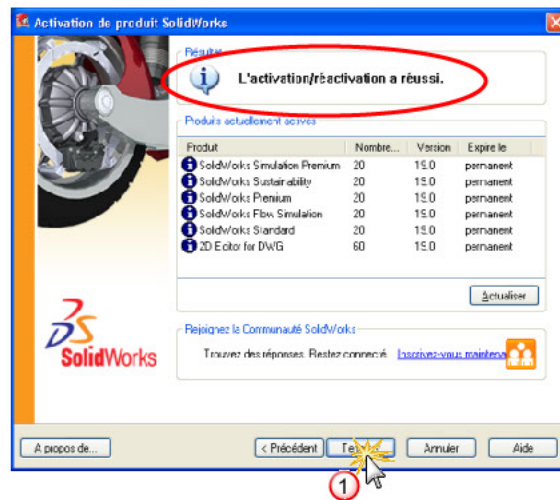 Activation de produit SolidWorks
Résultat
L'activation/réactivation a réussi.
Produits actuellement activés
Produit Nombre... Version Expire le
SolidWorks Simulation Premium 20 19.0 permanent
SolidWorks Sustainability 20 19.0 permanent
SolidWorks Premium 20 19.0 permanent
SolidWorks Flow Simulation 20 19.0 permanent
SolidWorks Standard 20 19.0 permanent
2D Editor for DWG 60 19.0 permanent
Actualiser
Rejoignez la Communauté SolidWorks
Trouvez des réponses. Restez connecté. Inscrivez-vous
SolidWorks
A propos de... < Précédent Annuler Aide
1